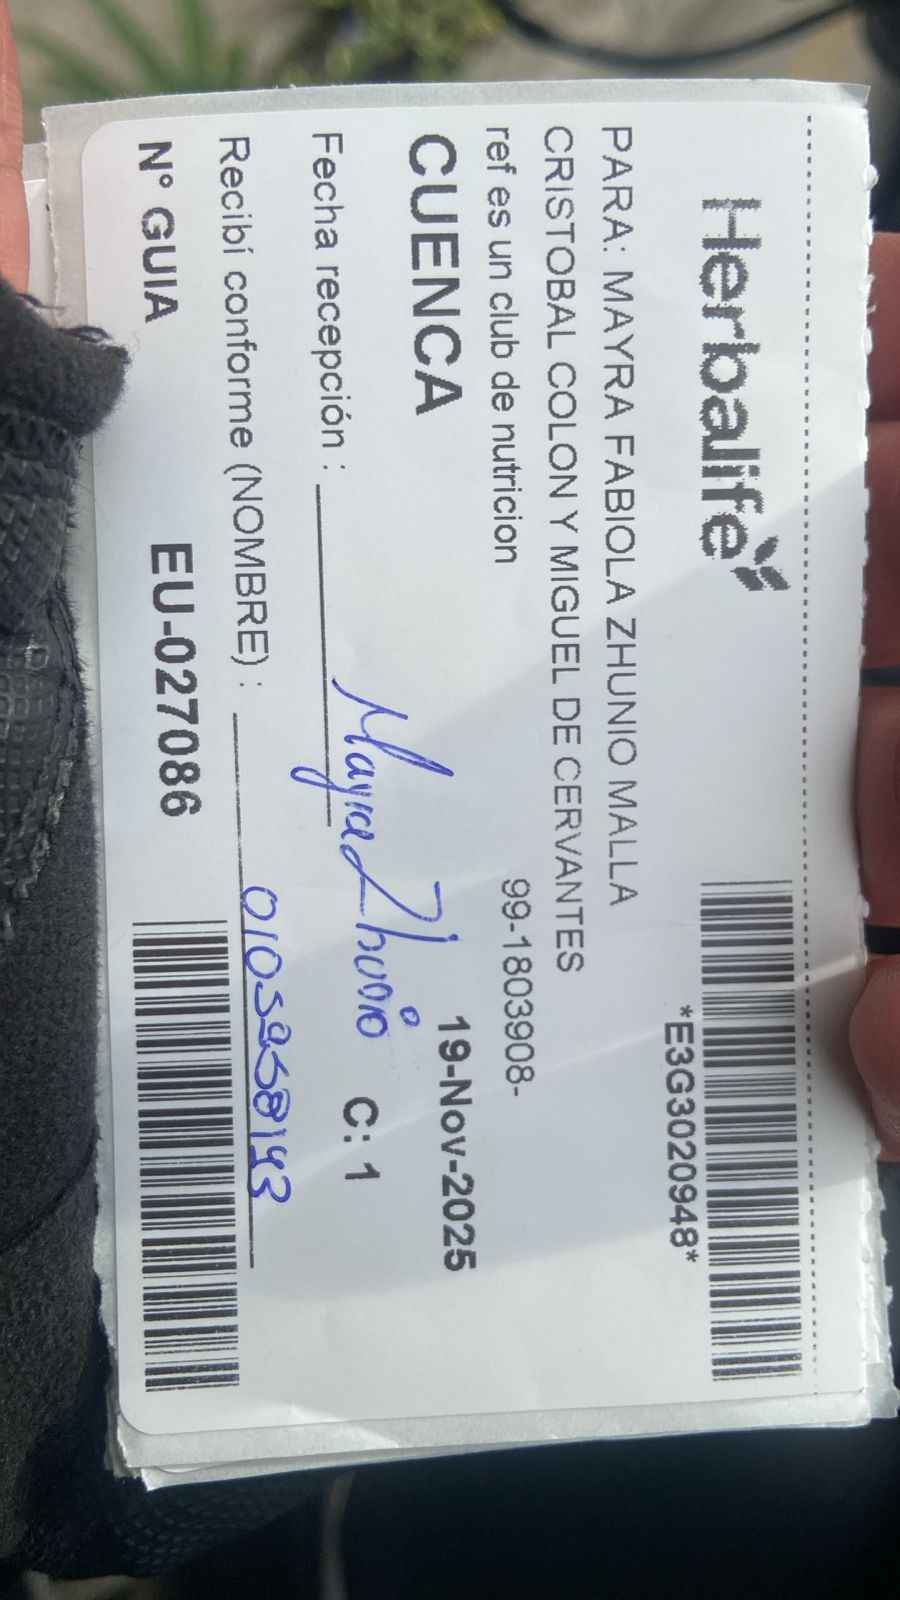 Herbalife
*E3G3020948*
PARA: MAYRA FABIOLA ZHUNIO MALLA
CRISTOBAL COLON Y MIGUEL DE CERVANTES
ref es un club de nutricion 99-1803908-
CUENCA 19-Nov-2025
Fecha recepción : Mayra Zhunio C: 1
Recibí conforme (NOMBRE) :
Nº GUIA EU-027086